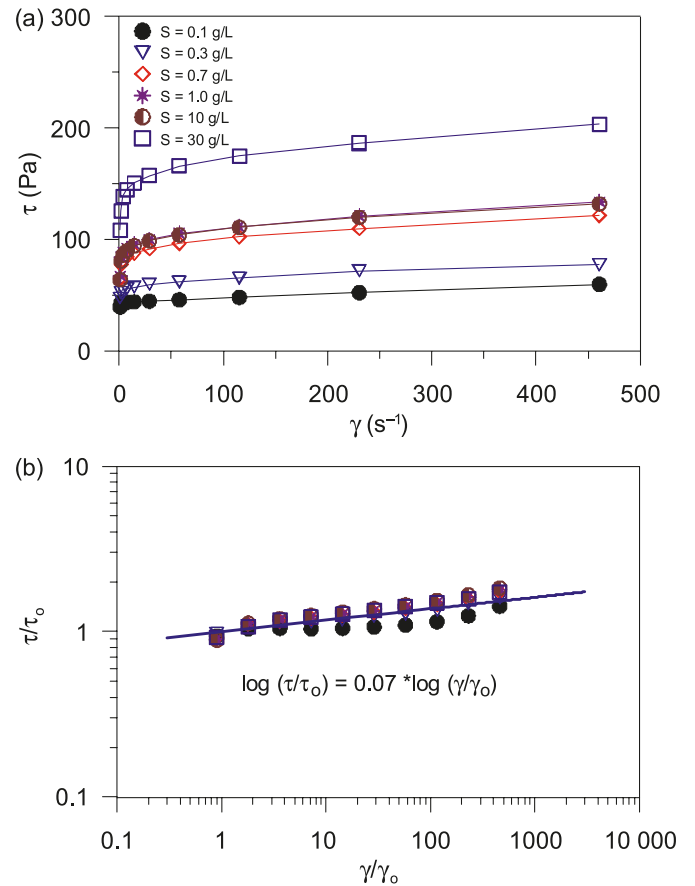 (a)
300
200
100
0
τ (Pa)
S = 0.1 g/L
S = 0.3 g/L
S = 0.7 g/L
S = 1.0 g/L
S = 10 g/L
S = 30 g/L
0 100 200 300 400 500
γ (s⁻¹)
(b)
10
1
0.1
τ/τₒ
log (τ/τₒ) = 0.07 *log (γ/γₒ)
0.1 1 10 100 1000 10 000
γ/γₒ